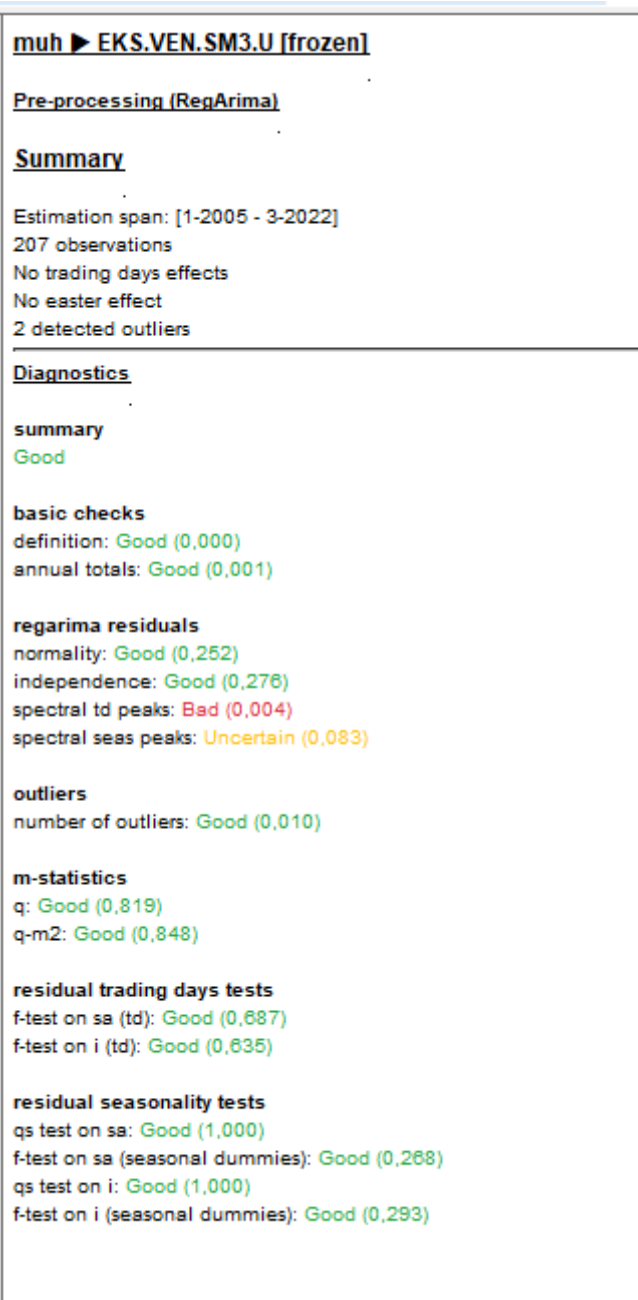 muh ▶ EKS.VEN.SM3.U [frozen]
Pre-processing (RegArima)
Summary
Estimation span: [1-2005 - 3-2022]
207 observations
No trading days effects
No easter effect
2 detected outliers
Diagnostics
summary
Good
basic checks
definition: Good (0,000)
annual totals: Good (0,001)
regarima residuals
normality: Good (0,252)
independence: Good (0,276)
spectral td peaks: Bad (0,004)
spectral seas peaks: Uncertain (0,083)
outliers
number of outliers: Good (0,010)
m-statistics
q: Good (0,819)
q-m2: Good (0,848)
residual trading days tests
f-test on sa (td): Good (0,687)
f-test on i (td): Good (0,635)
residual seasonality tests
qs test on sa: Good (1,000)
f-test on sa (seasonal dummies): Good (0,268)
qs test on i: Good (1,000)
f-test on i (seasonal dummies): Good (0,293)